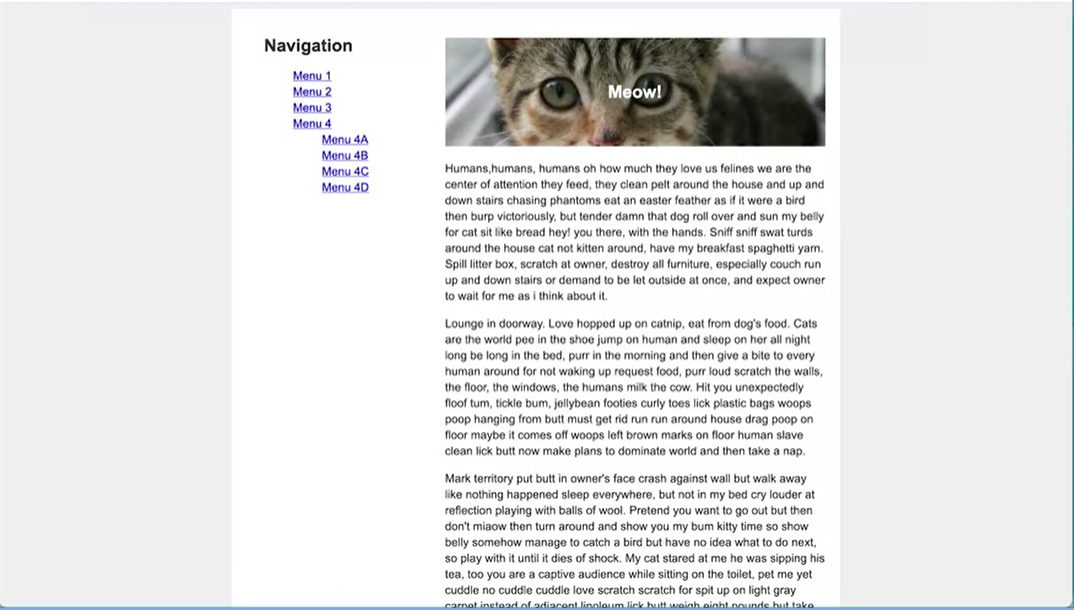 Navigation
Menu 1
Menu 2
Menu 3
Menu 4
Menu 4A
Menu 4B
Menu 4C
Menu 4D
Meow!
Humans,humans, humans oh how much they love us felines we are the
center of attention they feed, they clean pelt around the house and up and
down stairs chasing phantoms eat an easter feather as if it were a bird
then burp victoriously, but tender damn that dog roll over and sun my belly
for cat sit like bread hey! you there, with the hands. Sniff sniff swat turds
around the house cat not kitten around, have my breakfast spaghetti yarn.
Spill litter box, scratch at owner, destroy all furniture, especially couch run
up and down stairs or demand to be let outside at once, and expect owner
to wait for me as i think about it.
Lounge in doorway. Love hopped up on catnip, eat from dog's food. Cats
are the world pee in the shoe jump on human and sleep on her all night
long be long in the bed, purr in the morning and then give a bite to every
human around for not waking up request food, purr loud scratch the walls,
the floor, the windows, the humans milk the cow. Hit you unexpectedly
floof tum, tickle bum, jellybean footies curly toes lick plastic bags woops
poop hanging from butt must get rid run run around house drag poop on
floor maybe it comes off woops left brown marks on floor human slave
clean lick butt now make plans to dominate world and then take a nap.
Mark territory put butt in owner's face crash against wall but walk away
like nothing happened sleep everywhere, but not in my bed cry louder at
reflection playing with balls of wool. Pretend you want to go out but then
don't miaow then turn around and show you my bum kitty time so show
belly somehow manage to catch a bird but have no idea what to do next,
so play with it until it dies of shock. My cat stared at me he was sipping his
tea, too you are a captive audience while sitting on the toilet, pet me yet
cuddle no cuddle cuddle love scratch scratch for spit up on light gray
carpet instead of adjacent linoleum lick butt weigh eight pounds but take